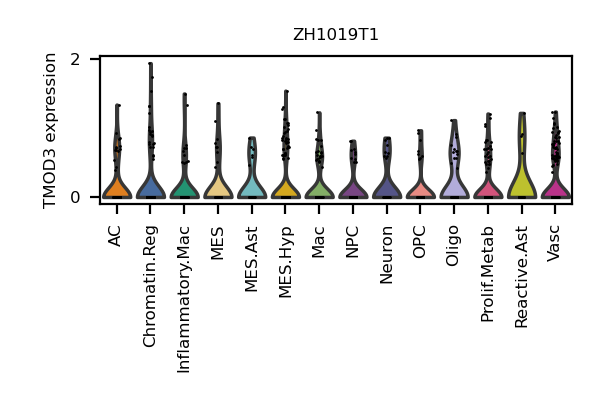 ZH1019T1
TMOD3 expression
2
0
AC
Chromatin.Reg
Inflammatory.Mac
MES
MES.Ast
MES.Hyp
Mac
NPC
Neuron
OPC
Oligo
Prolif.Metab
Reactive.Ast
Vasc